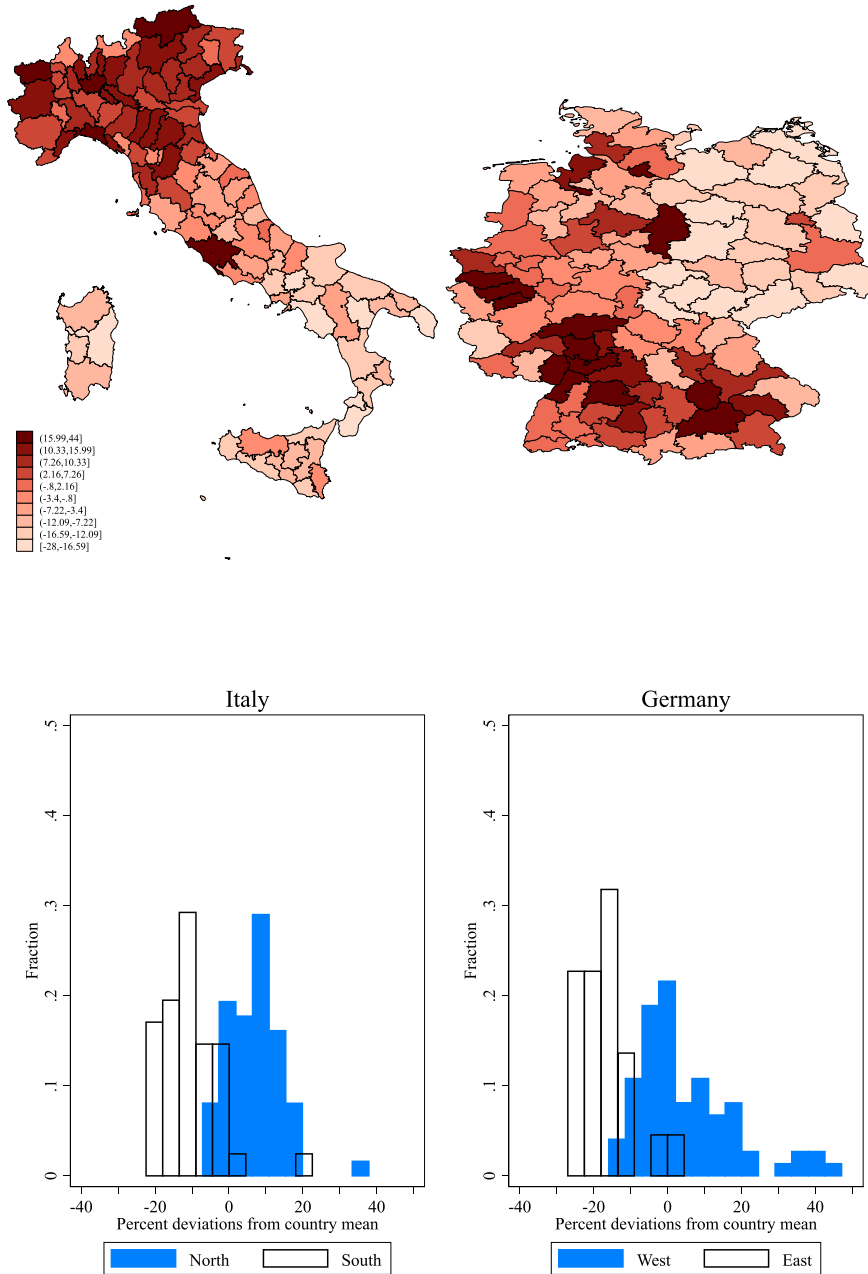 (15.99,44]
(10.33,15.99]
(7.26,10.33]
(2.16,7.26]
(-.8,2.16]
(-3.4,-.8]
(-7.22,-3.4]
(-12.09,-7.22]
(-16.59,-12.09]
[-28,-16.59]
Italy
Fraction
0 .1 .2 .3 .4 .5
-40 -20 0 20 40
Percent deviations from country mean
North South
Germany
Fraction
0 .1 .2 .3 .4 .5
-40 -20 0 20 40
Percent deviations from country mean
West East